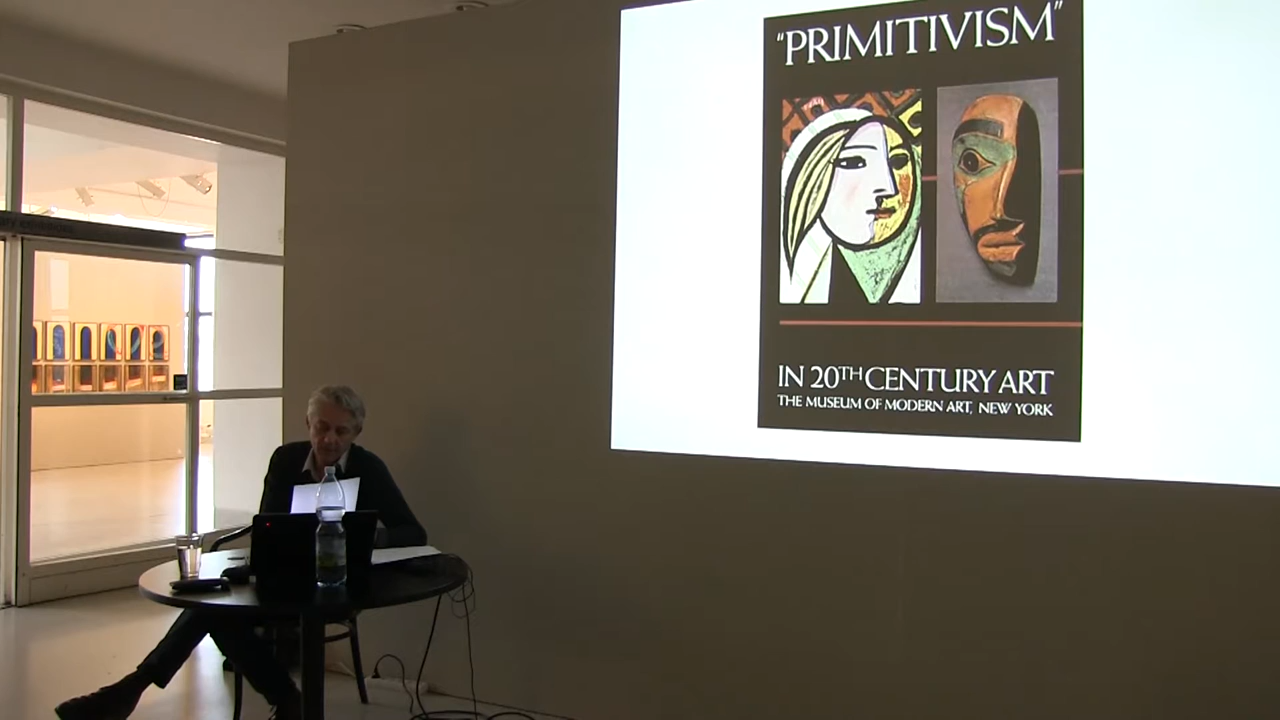 "PRIMITIVISM"
IN 20TH CENTURY ART
THE MUSEUM OF MODERN ART, NEW YORK